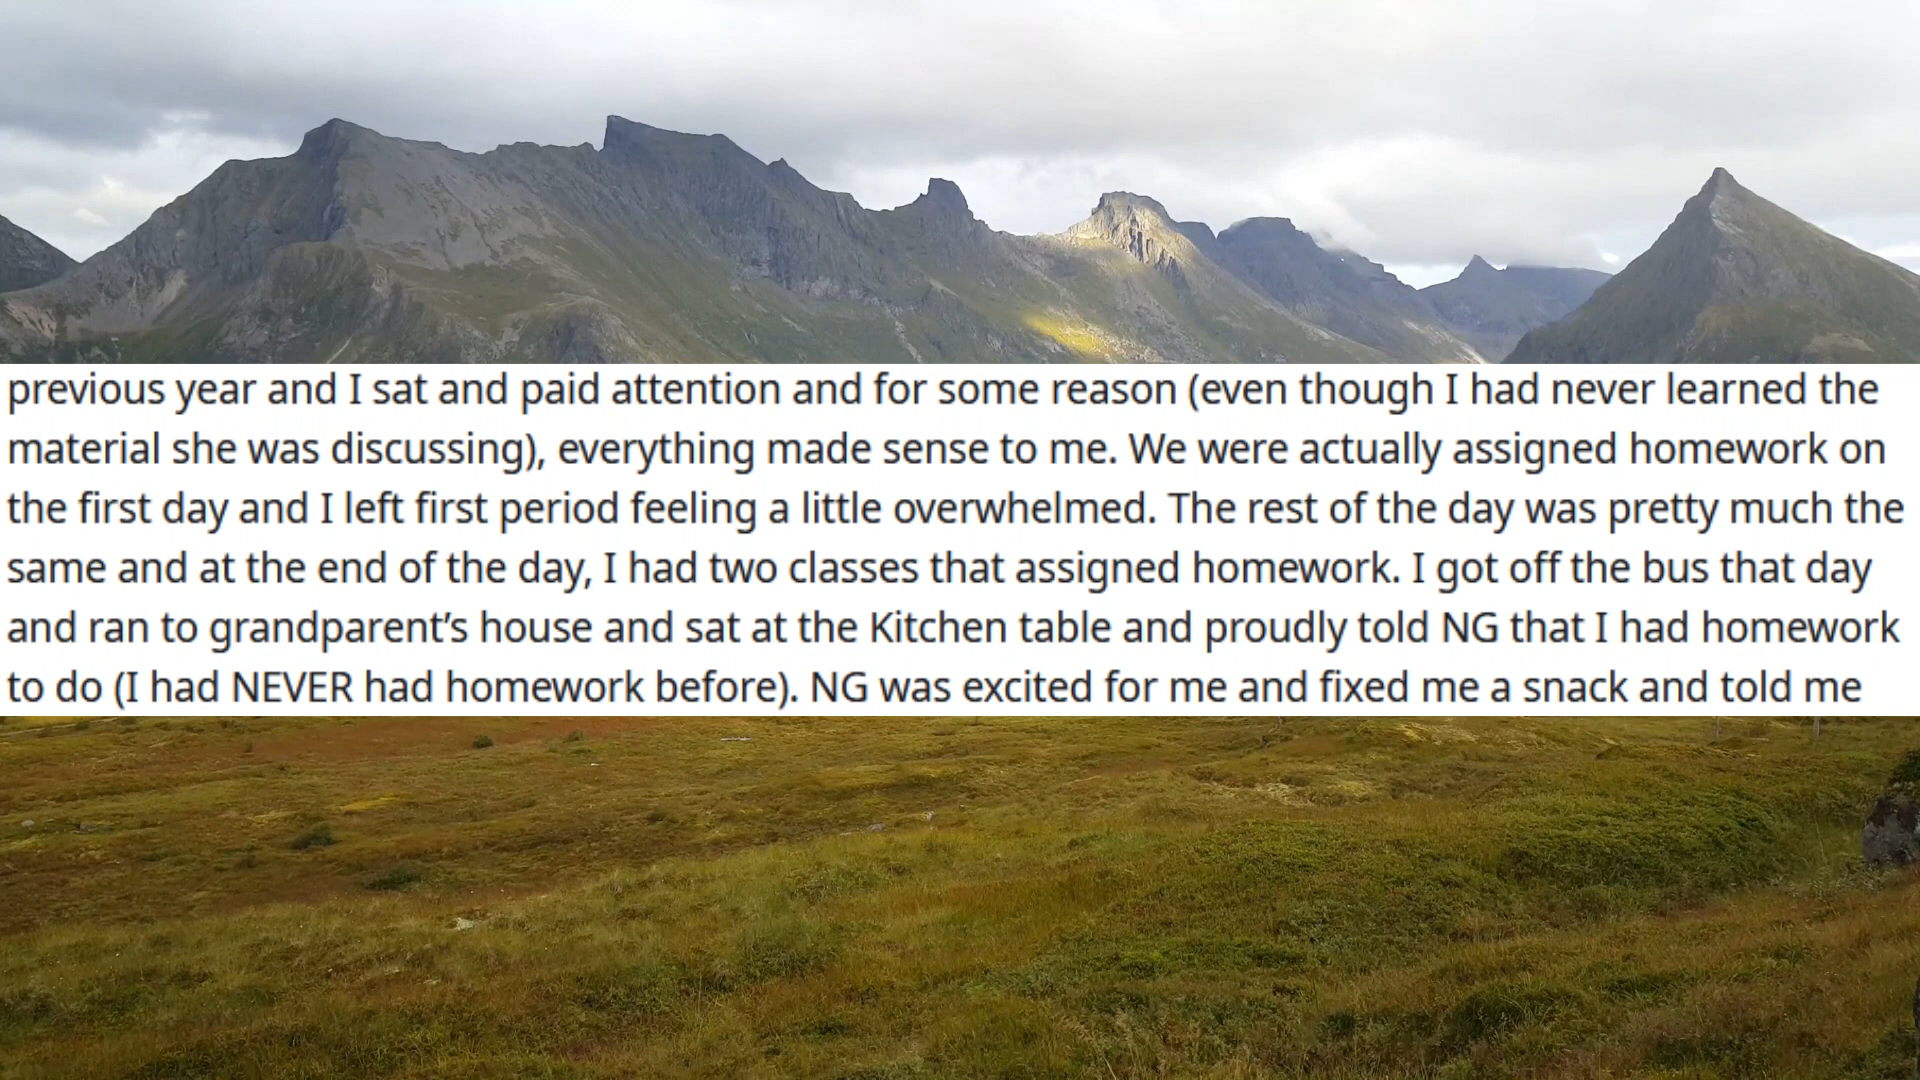 previous year and I sat and paid attention and for some reason (even though I had never learned the
material she was discussing), everything made sense to me. We were actually assigned homework on
the first day and I left first period feeling a little overwhelmed. The rest of the day was pretty much the
same and at the end of the day, I had two classes that assigned homework. I got off the bus that day
and ran to grandparent’s house and sat at the Kitchen table and proudly told NG that I had homework
to do (I had NEVER had homework before). NG was excited for me and fixed me a snack and told me